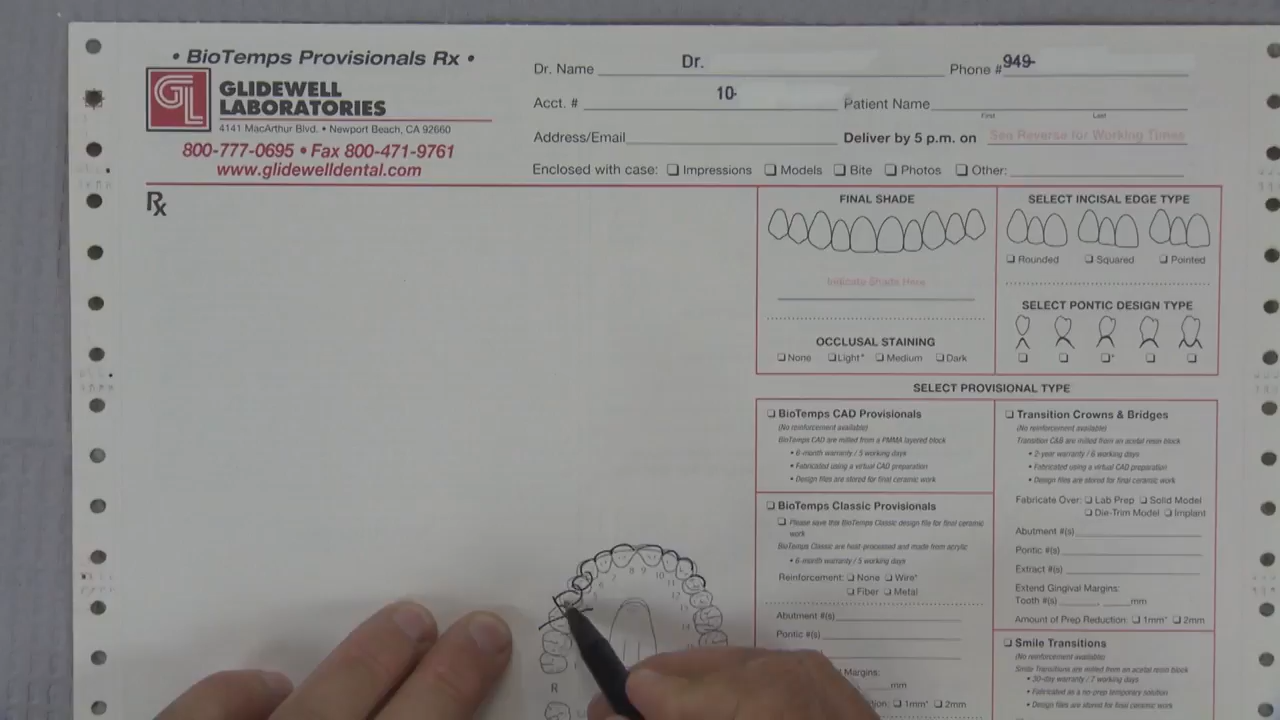 • BioTemps Provisionals Rx •
GL
GLIDEWELL
LABORATORIES
4141 MacArthur Blvd. • Newport Beach, CA 92660
800-777-0695 • Fax 800-471-9761
www.glidewelldental.com
Dr. Name Dr. Phone # 949-
Acct. # 10- Patient Name
First Last
Address/Email Deliver by 5 p.m. on See Reverse for Working Times
Enclosed with case: ❏ Impressions ❏ Models ❏ Bite ❏ Photos ❏ Other:
Rx
FINAL SHADE
Indicate Shade Here
OCCLUSAL STAINING
❏ None ❏ Light* ❏ Medium ❏ Dark
SELECT INCISAL EDGE TYPE
❏ Rounded ❏ Squared ❏ Pointed
SELECT PONTIC DESIGN TYPE
❏ ❏ ❏* ❏ ❏
SELECT PROVISIONAL TYPE
❏ BioTemps CAD Provisionals
(No reinforcement available)
BioTemps CAD are milled from a PMMA layered block
• 6-month warranty / 5 working days
• Fabricated using a virtual CAD preparation
• Design files are stored for final ceramic work
❏ BioTemps Classic Provisionals
❏ Please save this BioTemps Classic design file for final ceramic
work
BioTemps Classic are heat-processed and made from acrylic
• 6-month warranty / 5 working days
Reinforcement: ❏ None ❏ Wire*
❏ Fiber ❏ Metal
Abutment #(s)
Pontic #(s)
Margins:
mm
❏ 1mm* ❏ 2mm
❏ Transition Crowns & Bridges
(No reinforcement available)
Transition C&B are milled from an acetal resin block
• 2-year warranty / 6 working days
• Fabricated using a virtual CAD preparation
• Design files are stored for final ceramic work
Fabricate Over: ❏ Lab Prep ❏ Solid Model
❏ Die-Trim Model ❏ Implant
Abutment #(s)
Pontic #(s)
Extract #(s)
Extend Gingival Margins:
Tooth #(s) , mm
Amount of Prep Reduction: ❏ 1mm* ❏ 2mm
❏ Smile Transitions
(No reinforcement available)
Smile Transitions are milled from an acetal resin block
• 30-day warranty / 7 working days
• Fabricated as a no-prep temporary solution
• Design files are stored for final ceramic work
7 8 9 10
11
12
13
14
R